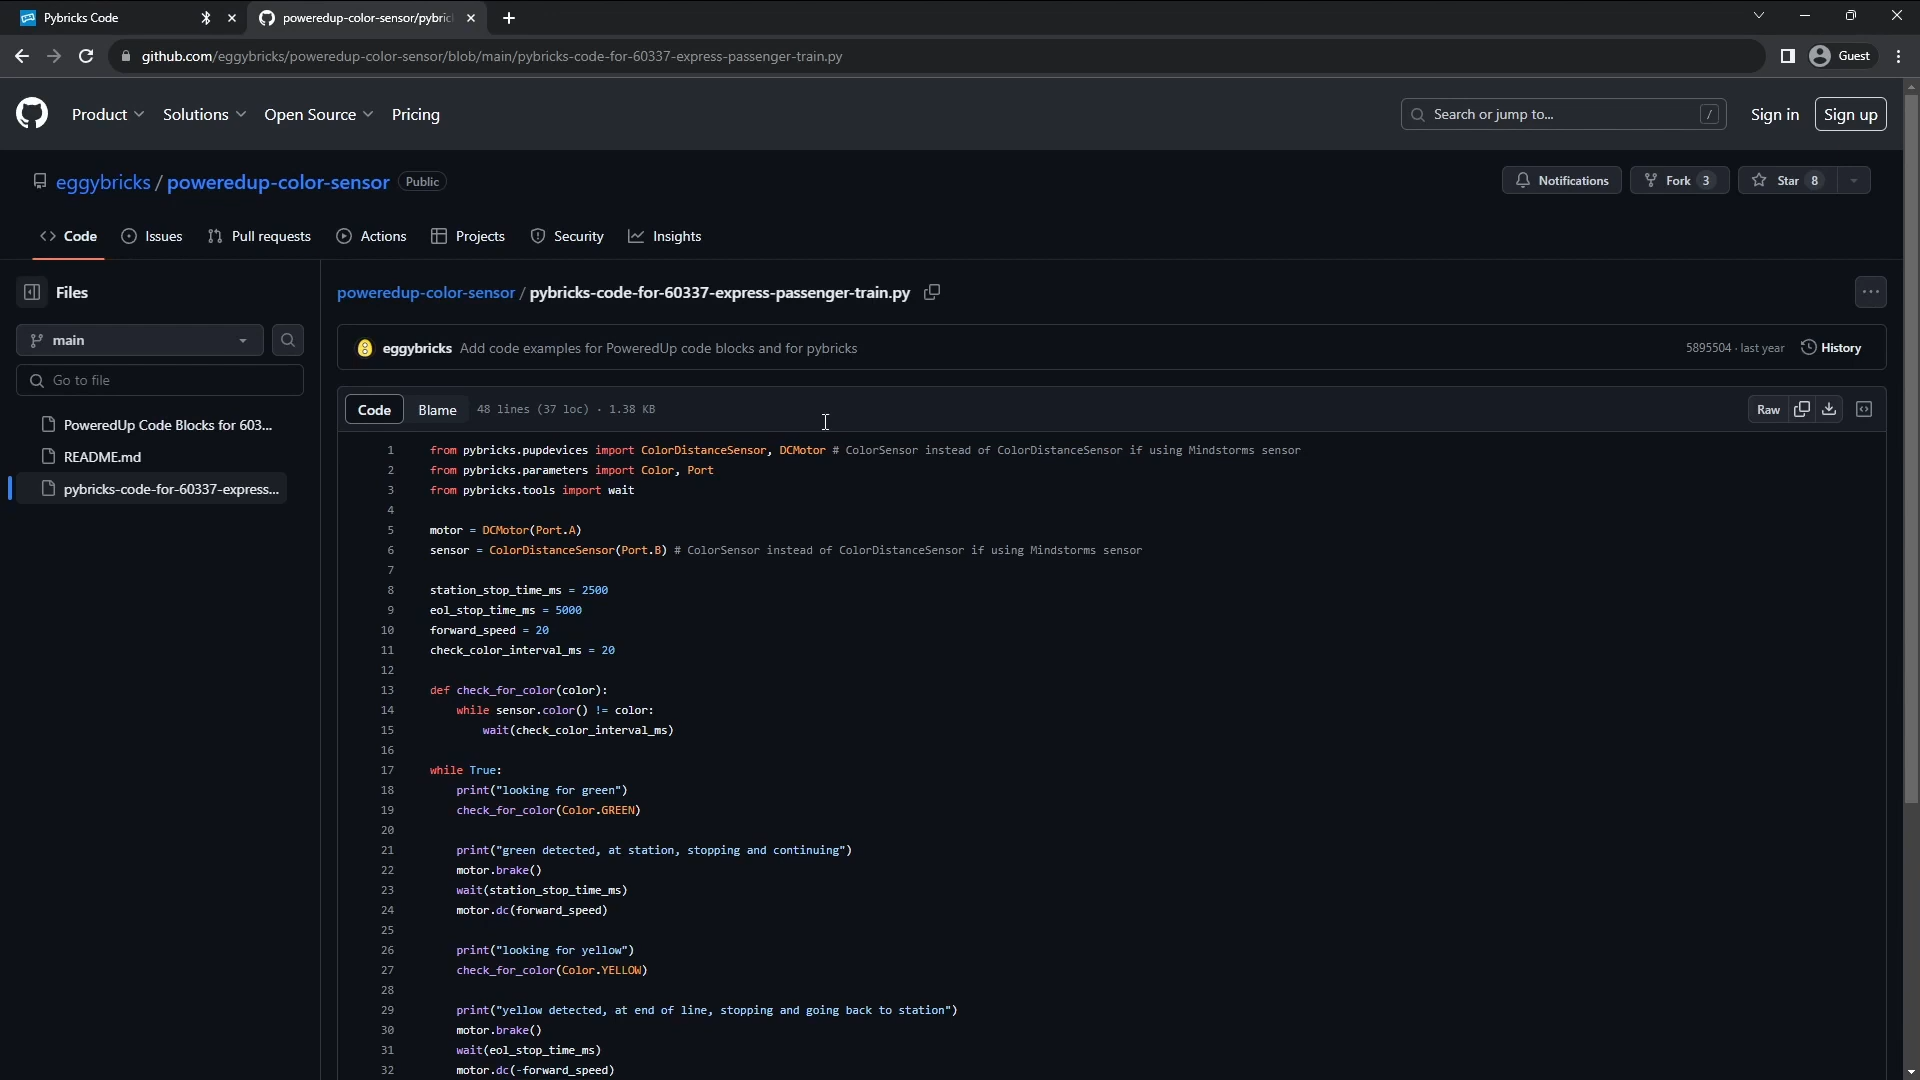 Pybricks Code
poweredup-color-sensor/pybric
github.com/eggybricks/poweredup-color-sensor/blob/main/pybricks-code-for-60337-express-passenger-train.py
Guest
Product
Solutions
Open Source
Pricing
Search or jump to...
/
Sign in
Sign up
eggybricks / poweredup-color-sensor
Public
Notifications
Fork 3
Star 8
Code
Issues
Pull requests
Actions
Projects
Security
Insights
Files
main
Go to file
PoweredUp Code Blocks for 603...
README.md
pybricks-code-for-60337-express...
poweredup-color-sensor / pybricks-code-for-60337-express-passenger-train.py
eggybricks Add code examples for PoweredUp code blocks and for pybricks
5895504 · last year
History
Code
Blame
48 lines (37 loc) · 1.38 KB
Raw
1 from pybricks.pupdevices import ColorDistanceSensor, DCMotor # ColorSensor instead of ColorDistanceSensor if using Mindstorms sensor
2 from pybricks.parameters import Color, Port
3 from pybricks.tools import wait
4
5 motor = DCMotor(Port.A)
6 sensor = ColorDistanceSensor(Port.B) # ColorSensor instead of ColorDistanceSensor if using Mindstorms sensor
7
8 station_stop_time_ms = 2500
9 eol_stop_time_ms = 5000
10 forward_speed = 20
11 check_color_interval_ms = 20
12
13 def check_for_color(color):
14 while sensor.color() != color:
15 wait(check_color_interval_ms)
16
17 while True:
18 print("looking for green")
19 check_for_color(Color.GREEN)
20
21 print("green detected, at station, stopping and continuing")
22 motor.brake()
23 wait(station_stop_time_ms)
24 motor.dc(forward_speed)
25
26 print("looking for yellow")
27 check_for_color(Color.YELLOW)
28
29 print("yellow detected, at end of line, stopping and going back to station")
30 motor.brake()
31 wait(eol_stop_time_ms)
32 motor.dc(-forward_speed)